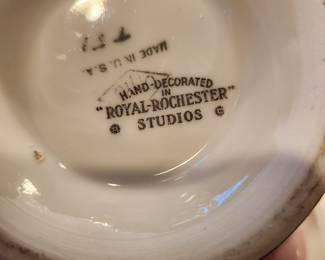 MADE IN U.S.A.
HAND-DECORATED
IN
"ROYAL-ROCHESTER"
STUDIOS